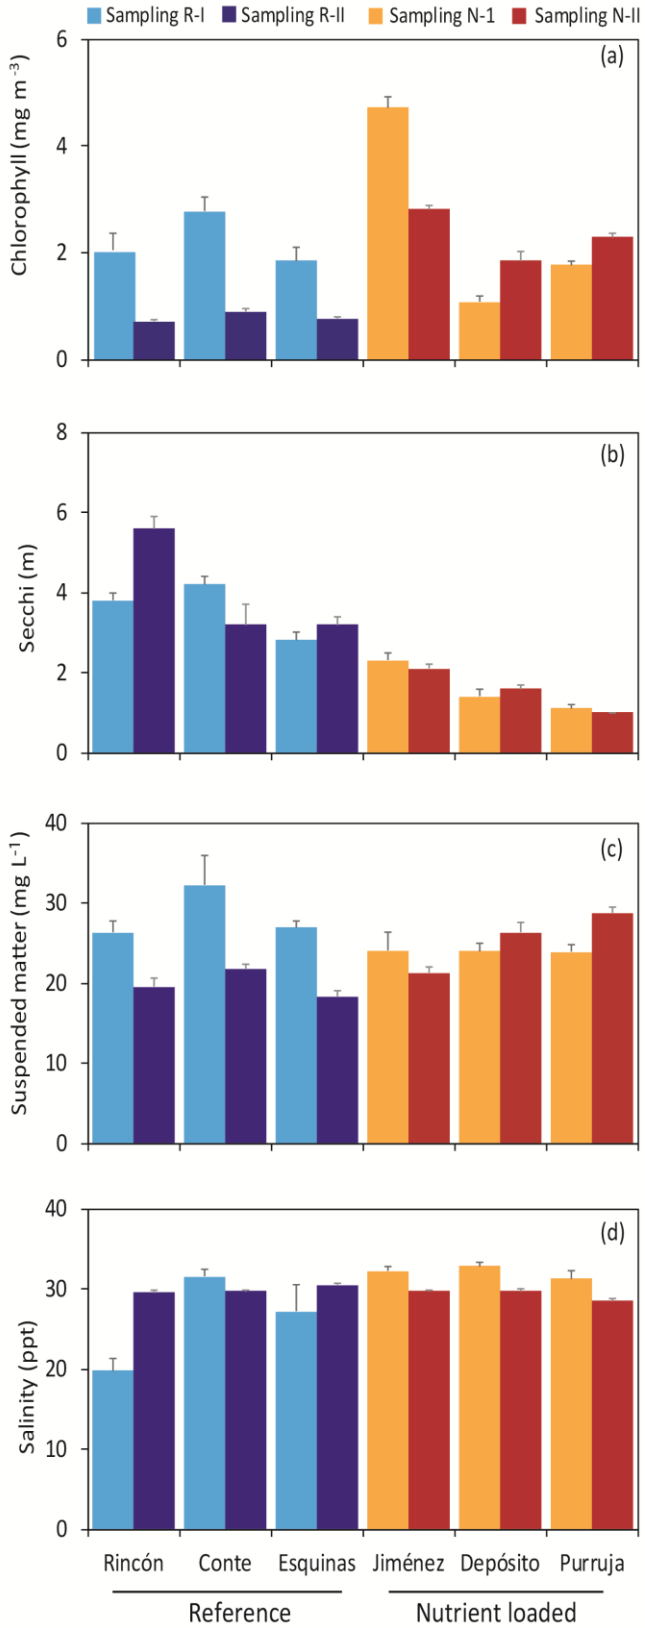 Sampling R-I Sampling R-II Sampling N-1 Sampling N-II
(a)
Chlorophyll (mg m-3)
6
4
2
0
(b)
Secchi (m)
8
6
4
2
0
(c)
Suspended matter (mg L-1)
40
30
20
10
0
(d)
Salinity (ppt)
40
30
20
10
0
Rincón Conte Esquinas Jiménez Depósito Purruja
Reference Nutrient loaded